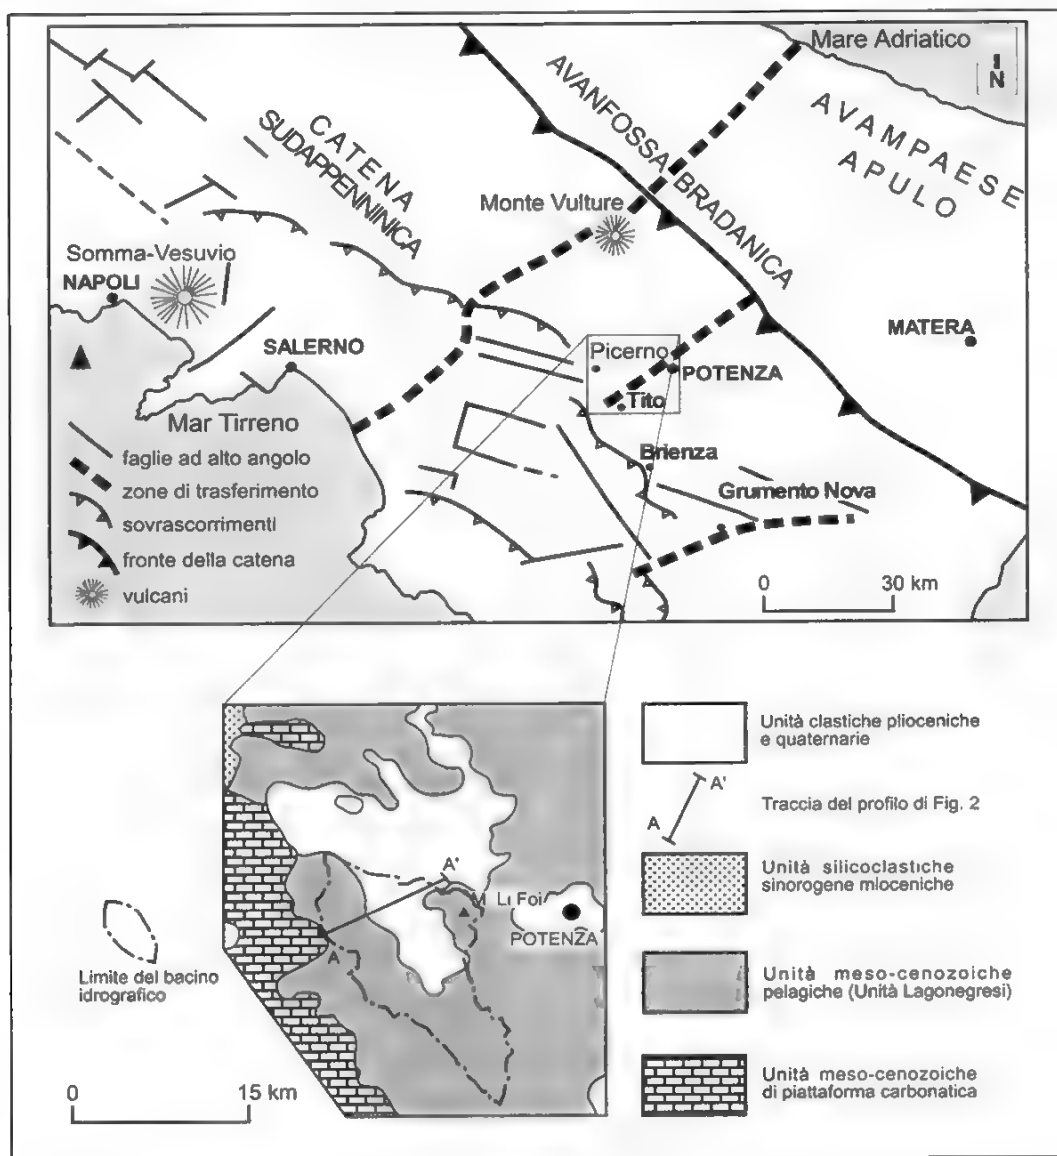 Mare Adriatico
N
AVAMPAESE
APULO
AVANFOSSA BRADANICA
CATENA
SUDAPPENNINICA
Monte Vulture
Somma-Vesuvio
NAPOLI
SALERNO
MATERA
Picerno
POTENZA
Tito
Mar Tirreno
Brienza
Grumento Nova
faglie ad alto angolo
zone di trasferimento
sovrascorrimenti
fronte della catena
vulcani
0 30 km
Unità clastiche plioceniche
e quaternarie
A'
A
Traccia del profilo di Fig. 2
Unità silicoclastiche
sinorogene mioceniche
Unità meso-cenozoiche
pelagiche (Unità Lagonegresi)
Unità meso-cenozoiche
di piattaforma carbonatica
A'
M. Li Foi
POTENZA
A
Limite del bacino
idrografico
0 15 km